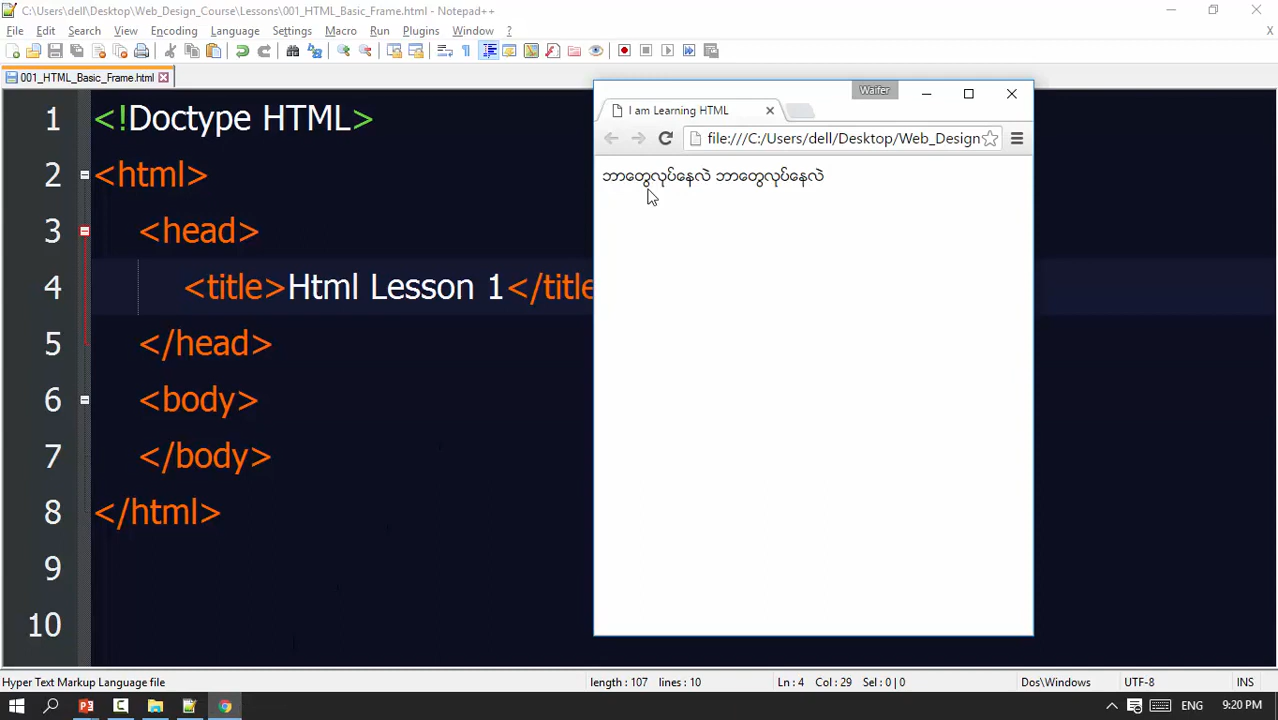 C:\Users\dell\Desktop\Web_Design_Course\Lessons\001_HTML_Basic_Frame.html - Notepad++
File Edit Search View Encoding Language Settings Macro Run Plugins Window ? X
001_HTML_Basic_Frame.html
Waifer
I am Learning HTML
file:///C:/Users/dell/Desktop/Web_Design
ဘာတွေလုပ်နေလဲ ဘာတွေလုပ်နေလဲ
1 <!Doctype HTML>
2 <html>
3 <head>
4 <title>Html Lesson 1</title
5 </head>
6 <body>
7 </body>
8 </html>
9
10
Hyper Text Markup Language file length : 107 lines : 10 Ln : 4 Col : 29 Sel : 0 | 0 Dos\Windows UTF-8 INS
ENG 9:20 PM